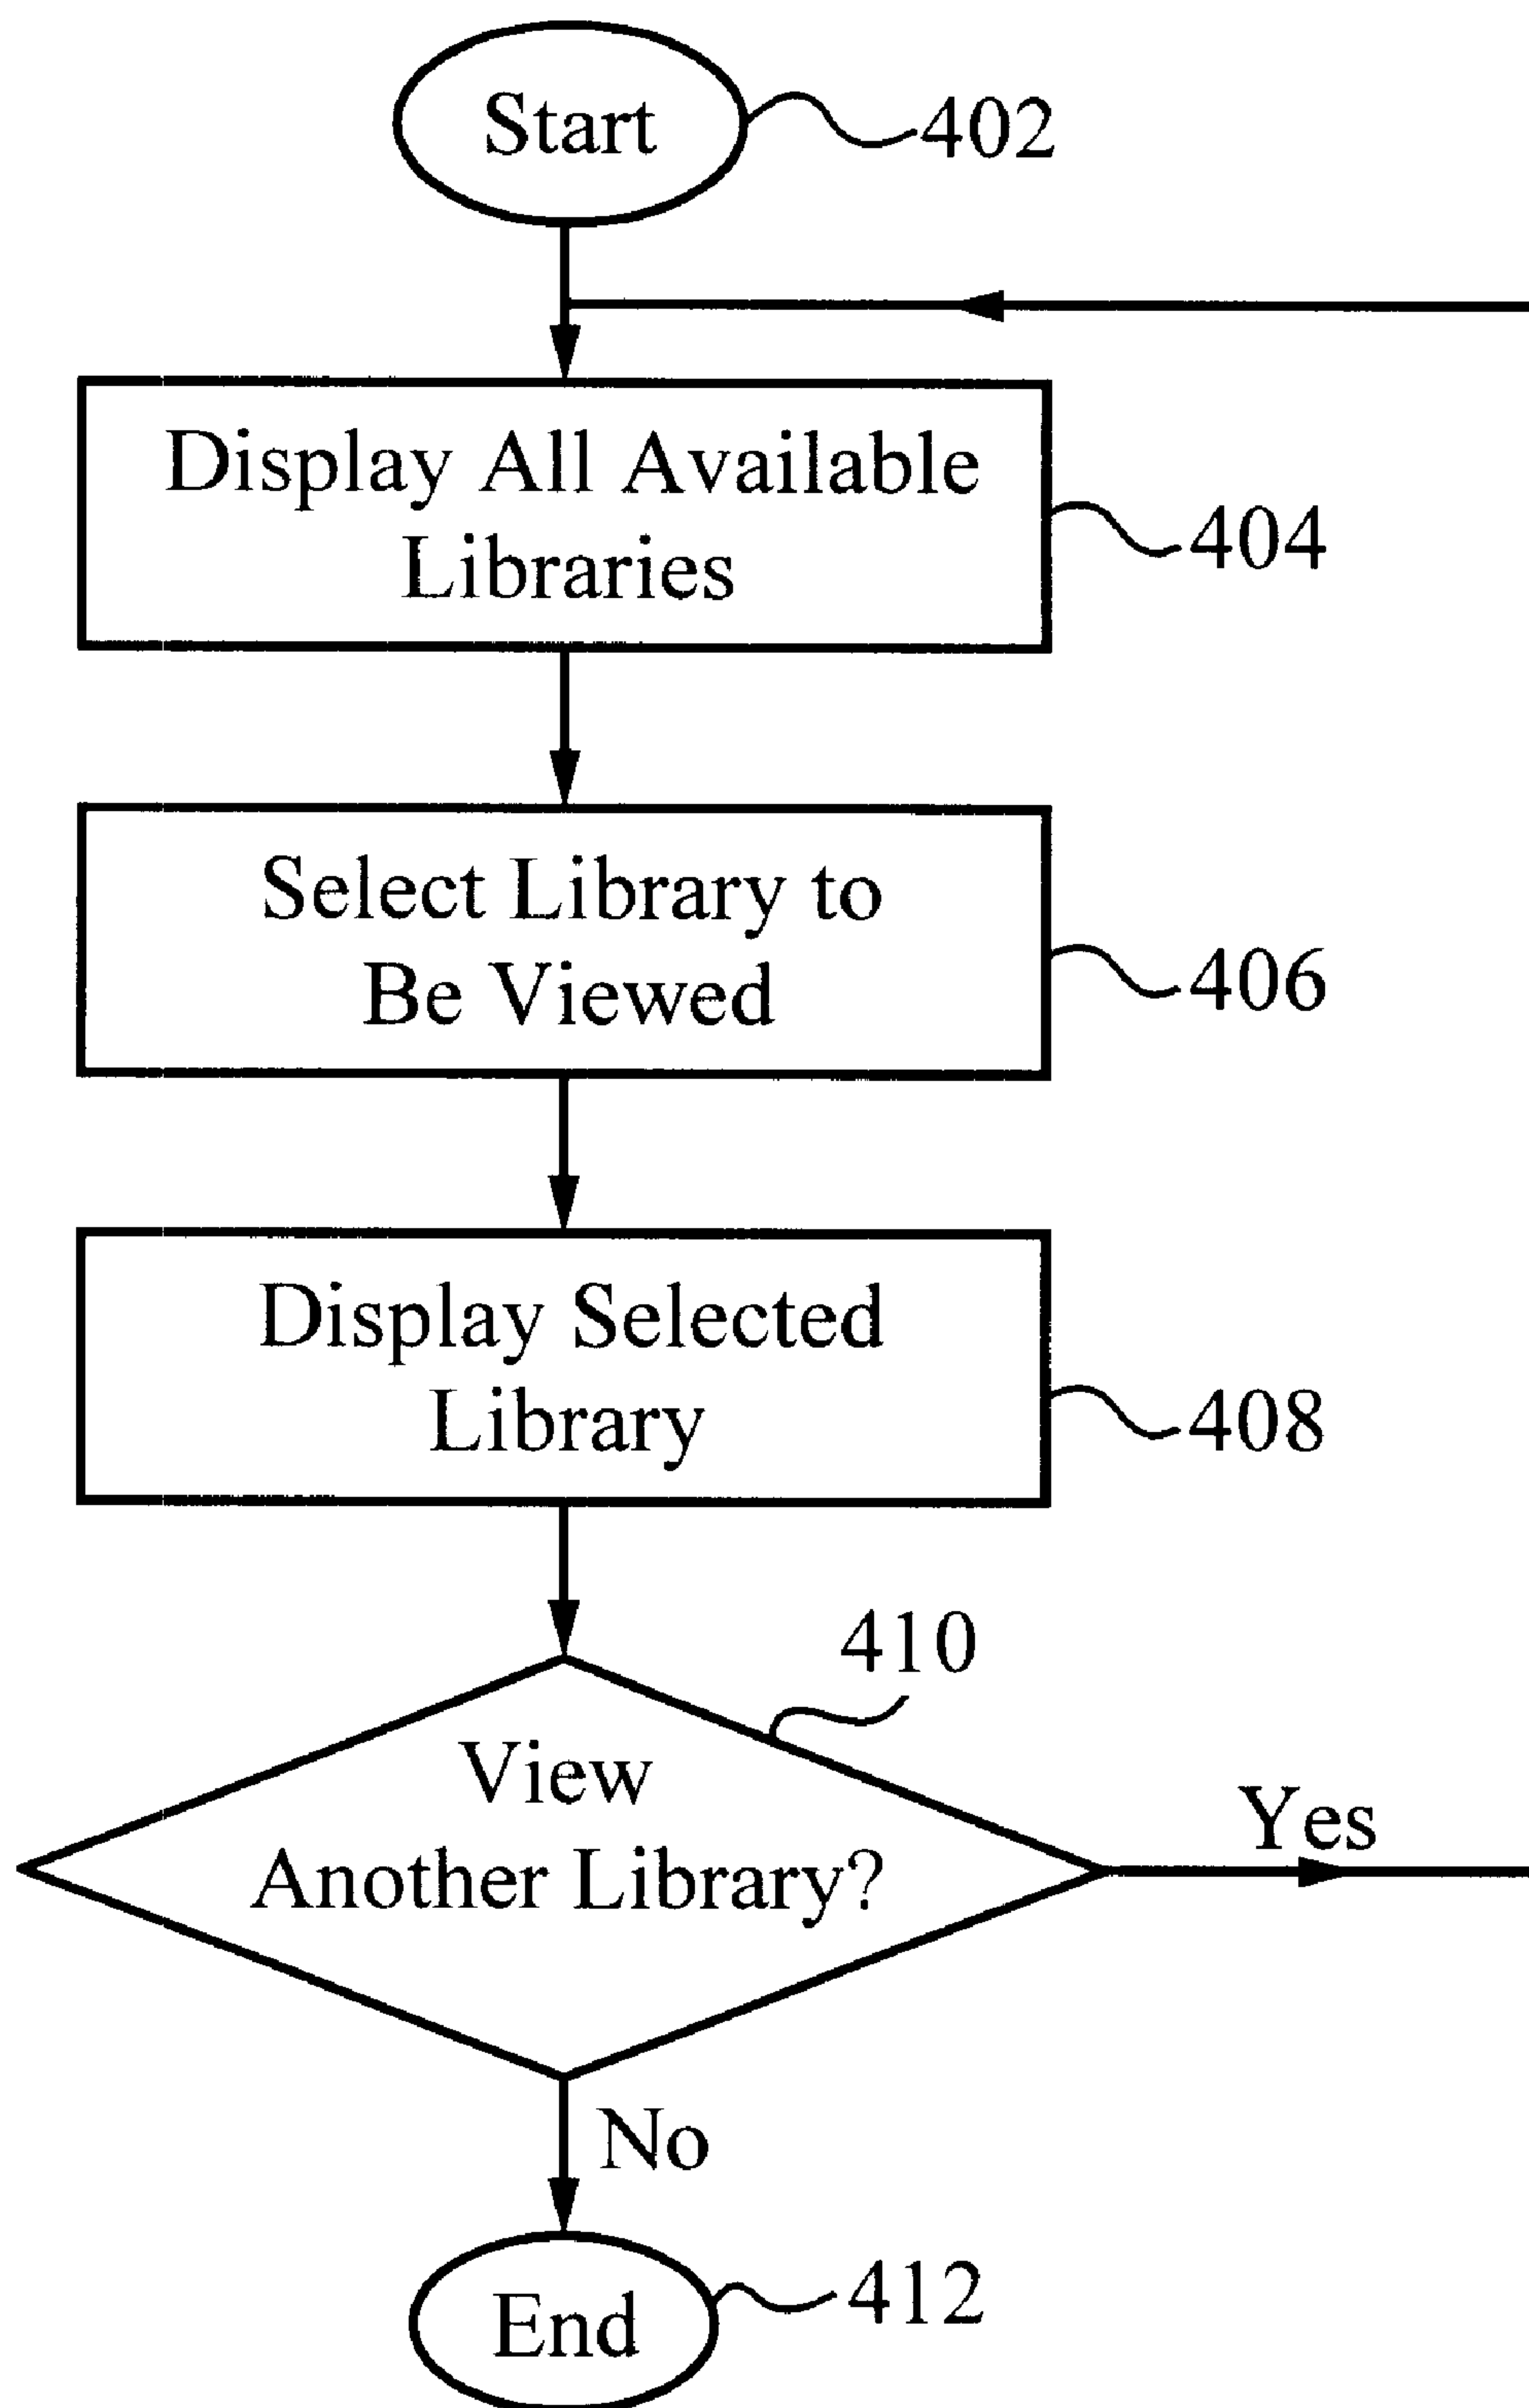 Start
402
Display All Available
Libraries
404
Select Library to
Be Viewed
406
Display Selected
Library
408
410
View
Another Library?
Yes
No
End
412